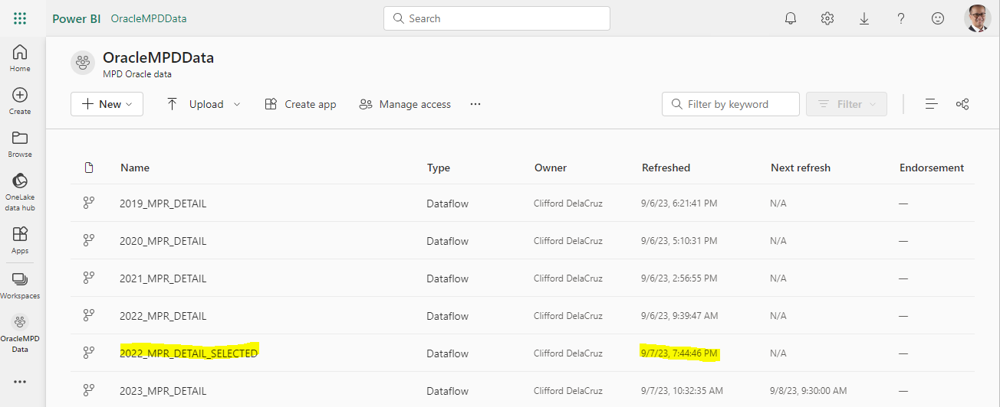 Power BI OracleMPDData Search
OracleMPDData
MPD Oracle data
New Upload Create app Manage access ... Filter by keyword Filter
Home
Create
Browse
OneLake
data hub
Apps
Workspaces
OracleMPD
Data
Name Type Owner Refreshed Next refresh Endorsement
2019_MPR_DETAIL Dataflow Clifford DelaCruz 9/6/23, 6:21:41 PM N/A —
2020_MPR_DETAIL Dataflow Clifford DelaCruz 9/6/23, 5:10:31 PM N/A —
2021_MPR_DETAIL Dataflow Clifford DelaCruz 9/6/23, 2:56:55 PM N/A —
2022_MPR_DETAIL Dataflow Clifford DelaCruz 9/6/23, 9:39:47 AM N/A —
2022_MPR_DETAIL_SELECTED Dataflow Clifford DelaCruz 9/7/23, 7:44:46 PM N/A —
2023_MPR_DETAIL Dataflow Clifford DelaCruz 9/7/23, 10:32:35 AM 9/8/23, 9:30:00 AM —